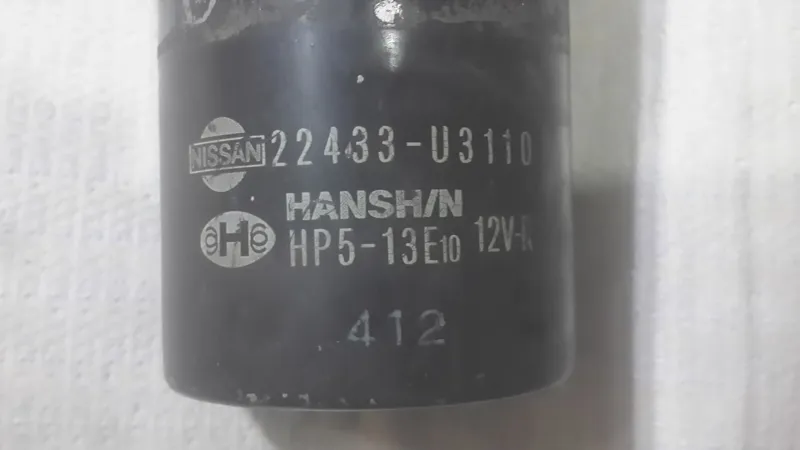 NISSAN 22433-U3110
HANSHIN
H HP5-13E10 12V-
412